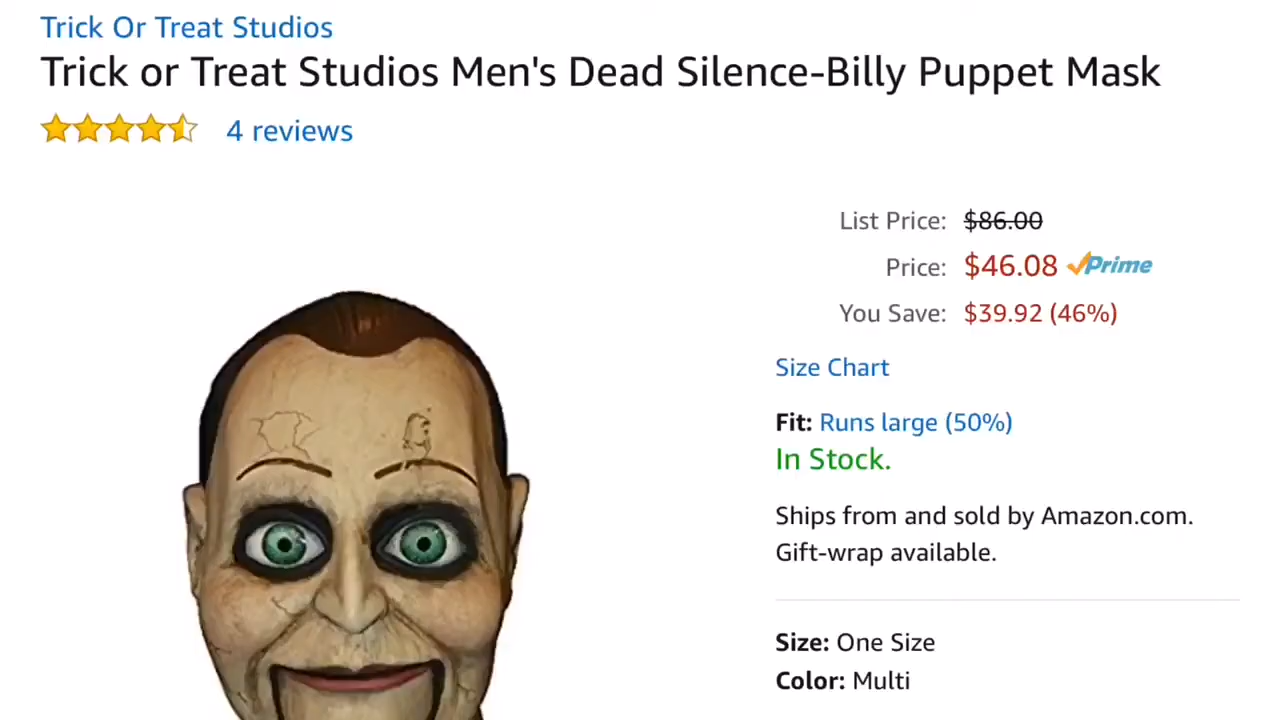 Trick Or Treat Studios
Trick or Treat Studios Men's Dead Silence-Billy Puppet Mask
4 reviews
List Price: $86.00
Price: $46.08 Prime
You Save: $39.92 (46%)
Size Chart
Fit: Runs large (50%)
In Stock.
Ships from and sold by Amazon.com.
Gift-wrap available.
Size: One Size
Color: Multi